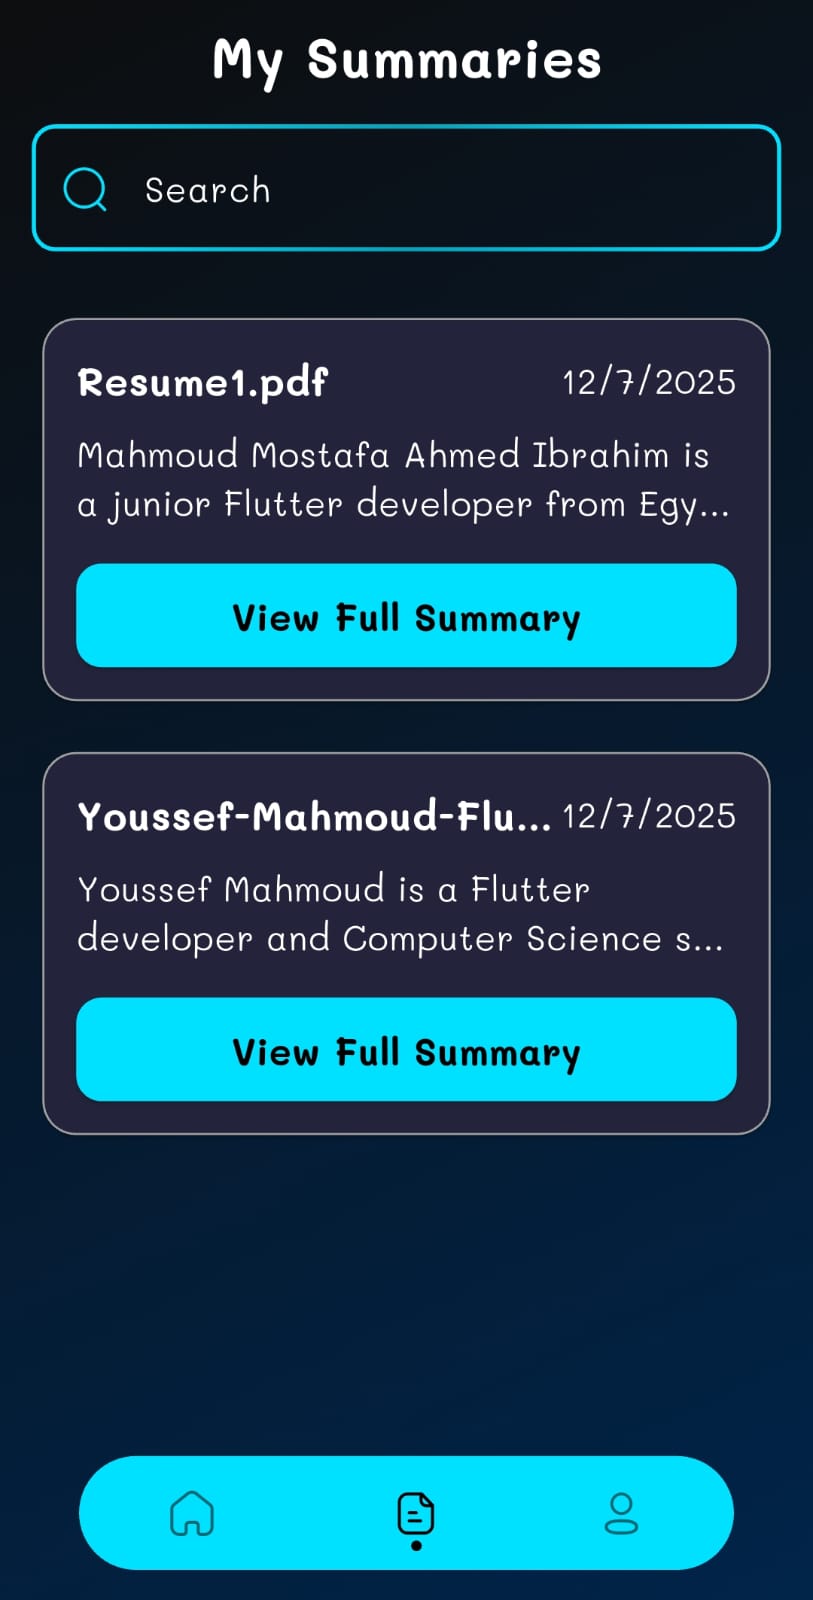 My Summaries
Search
Resume1.pdf 12/7/2025
Mahmoud Mostafa Ahmed Ibrahim is
a junior Flutter developer from Egy...
View Full Summary
Youssef-Mahmoud-Flu... 12/7/2025
Youssef Mahmoud is a Flutter
developer and Computer Science s...
View Full Summary